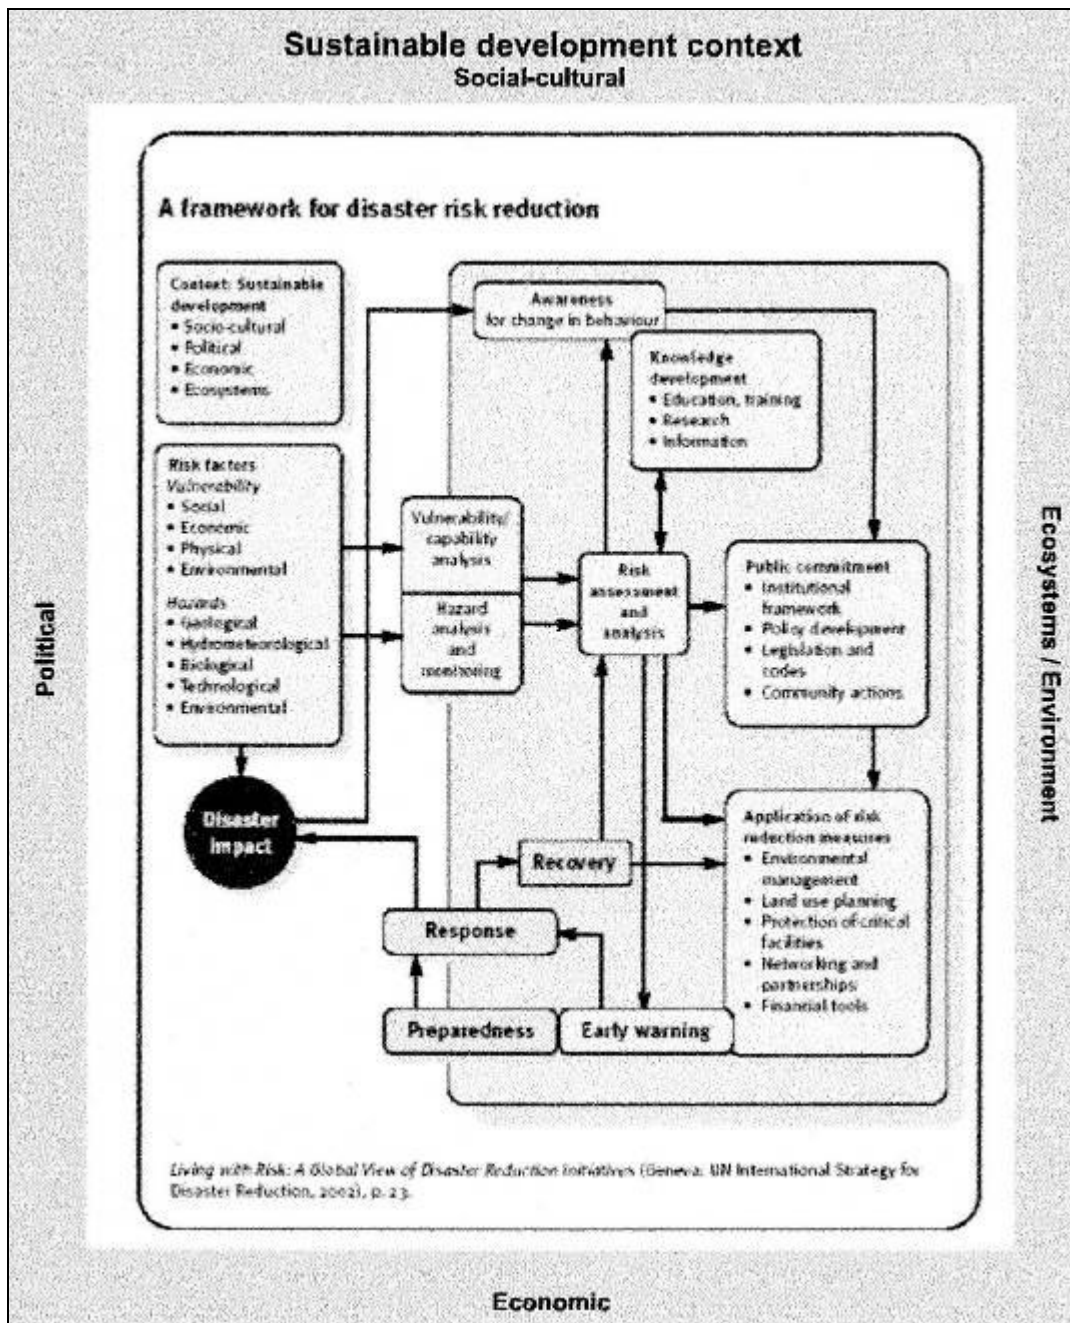 Sustainable development context
Social-cultural
A framework for disaster risk reduction
Context: Sustainable
development
• Socio-cultural
• Political
• Economic
• Ecosystems
Awareness
for change in behaviour
Knowledge
development
• Education, training
• Research
• Information
Risk factors
Vulnerability
• Social
• Economic
• Physical
• Environmental
Hazards
• Geological
• Hydrometeorological
• Biological
• Technological
• Environmental
Vulnerability/
capability
analysis
Hazard
analysis
and
monitoring
Risk
assessment
and
analysis
Public commitment
• Institutional
framework
• Policy development
• Legislation and
codes
• Community actions
Political
Ecosystems / Environment
Disaster
Impact
Recovery
Response
Preparedness
Early warning
Application of risk
reduction measures
• Environmental
management
• Land use planning
• Protection of critical
facilities
• Networking and
partnerships
• Financial tools
Living with Risk: A Global View of Disaster Reduction Initiatives (Geneva: UN International Strategy for
Disaster Reduction, 2002), p. 23.
Economic